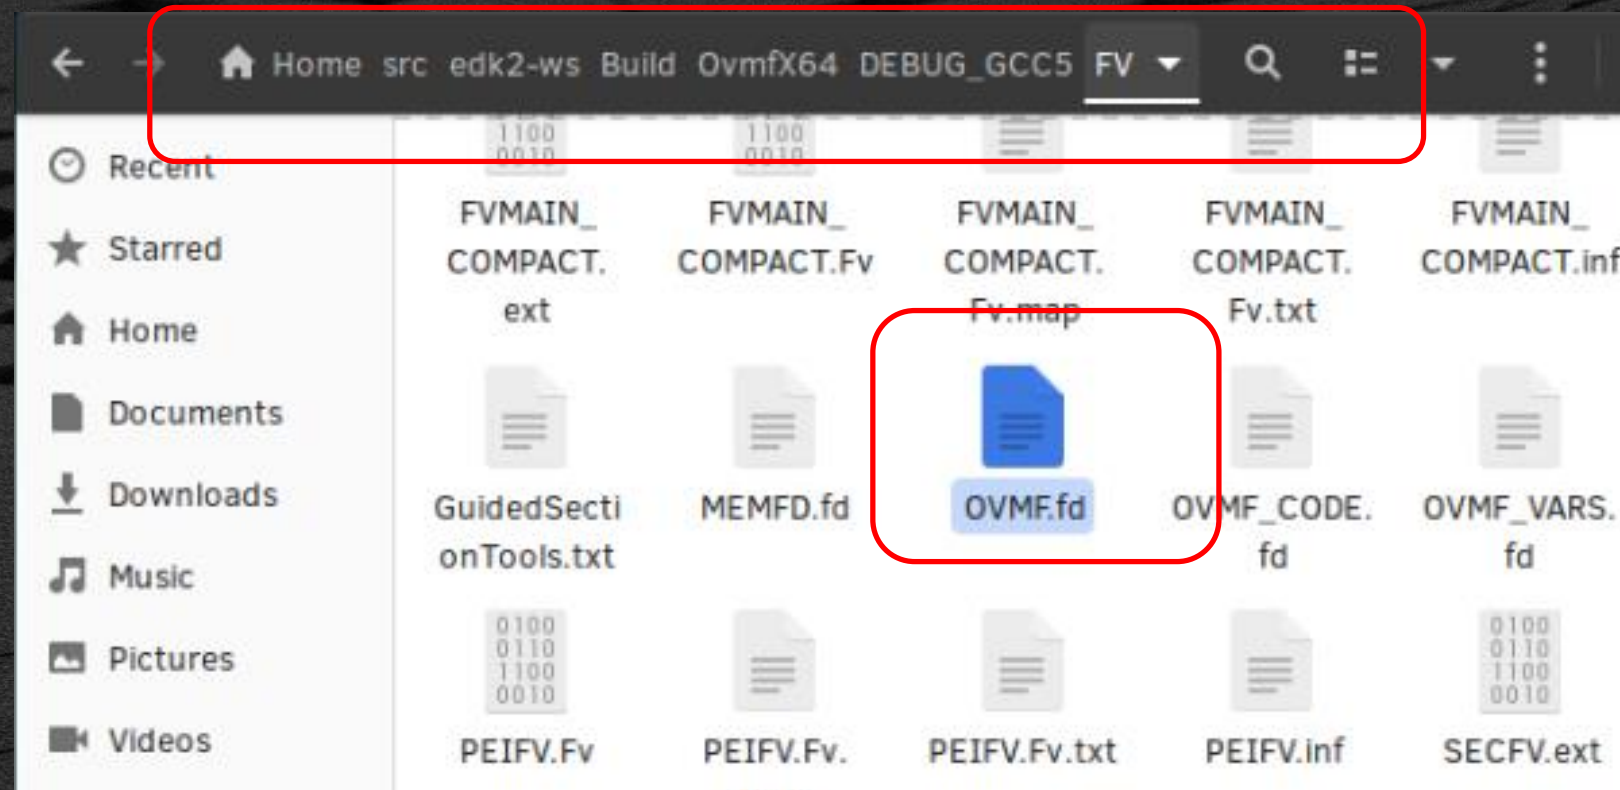 Home src edk2-ws Build OvmfX64 DEBUG_GCC5 FV
Recent
Starred
Home
Documents
Downloads
Music
Pictures
Videos
1100 1100
0010 0010
FVMAIN_ FVMAIN_ FVMAIN_ FVMAIN_ FVMAIN_
COMPACT. COMPACT.Fv COMPACT. COMPACT. COMPACT.inf
ext Fv.map Fv.txt
GuidedSecti MEMFD.fd OVMF.fd OVMF_CODE. OVMF_VARS.
onTools.txt fd fd
0100 0100
0110 0110
1100 1100
0010 0010
PEIFV.Fv PEIFV.Fv. PEIFV.Fv.txt PEIFV.inf SECFV.ext